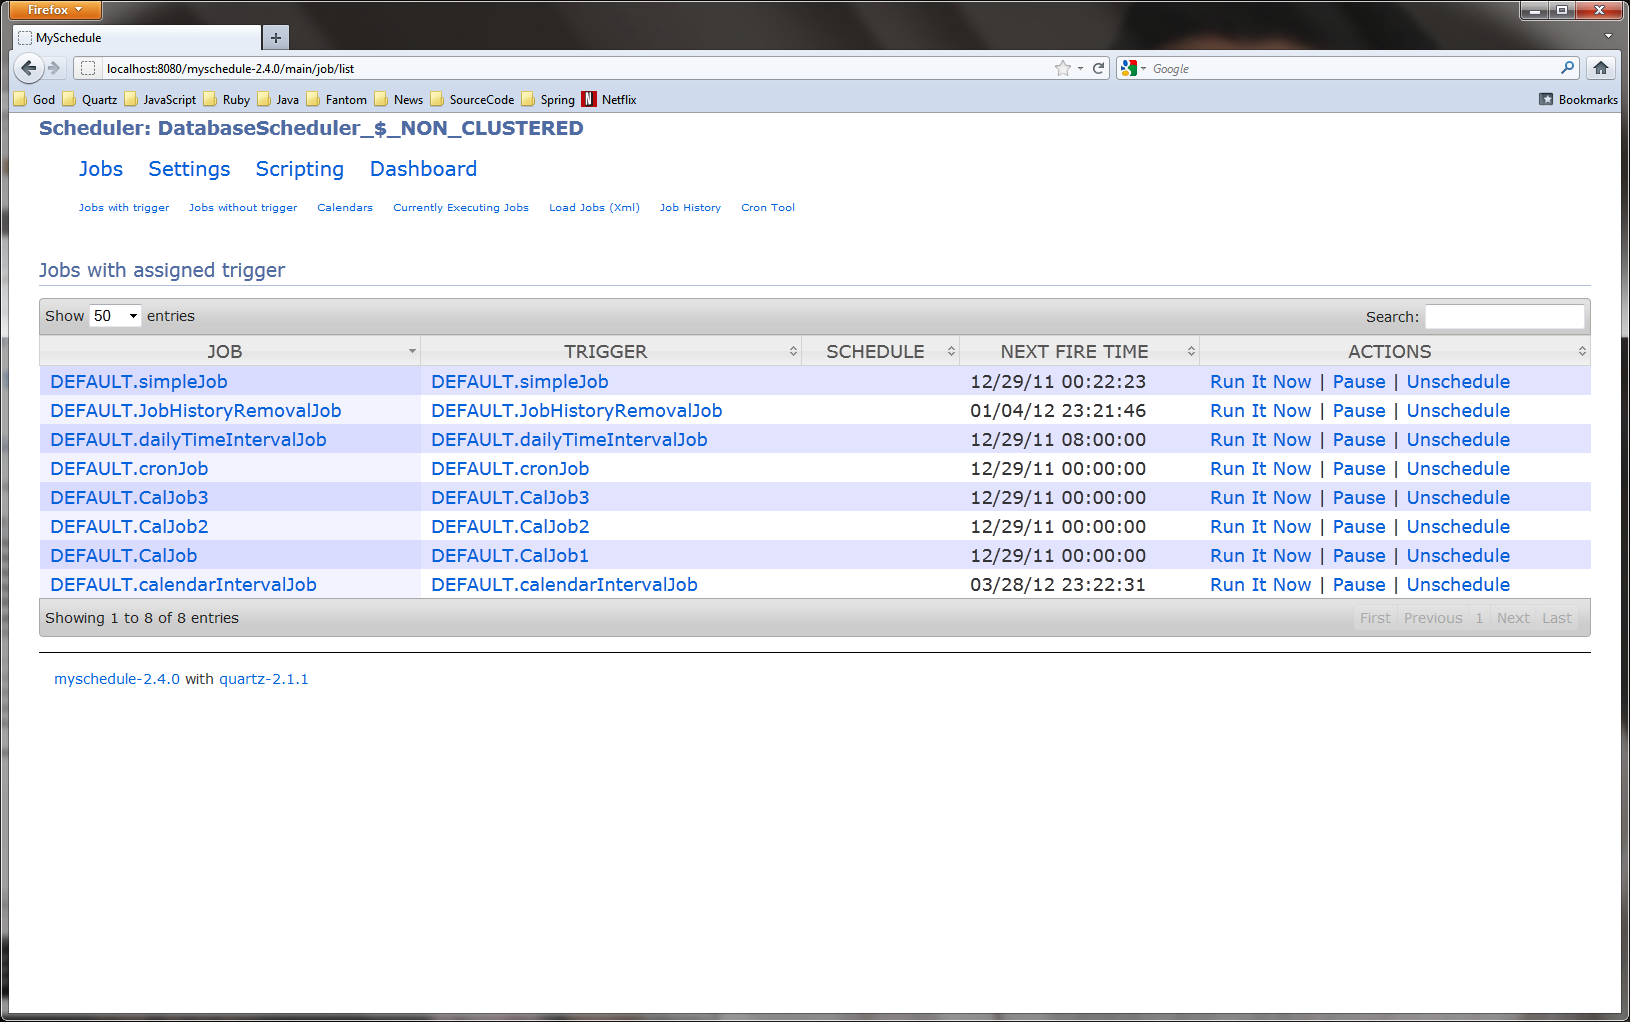 Firefox
MySchedule
localhost:8080/myschedule-2.4.0/main/job/list
Google
God Quartz JavaScript Ruby Java Fantom News SourceCode Spring N Netflix Bookmarks
Scheduler: DatabaseScheduler_$_NON_CLUSTERED
Jobs Settings Scripting Dashboard
Jobs with trigger Jobs without trigger Calendars Currently Executing Jobs Load Jobs (Xml) Job History Cron Tool
Jobs with assigned trigger
Show 50 entries Search:
JOB TRIGGER SCHEDULE NEXT FIRE TIME ACTIONS
DEFAULT.simpleJob DEFAULT.simpleJob 12/29/11 00:22:23 Run It Now | Pause | Unschedule
DEFAULT.JobHistoryRemovalJob DEFAULT.JobHistoryRemovalJob 01/04/12 23:21:46 Run It Now | Pause | Unschedule
DEFAULT.dailyTimeIntervalJob DEFAULT.dailyTimeIntervalJob 12/29/11 08:00:00 Run It Now | Pause | Unschedule
DEFAULT.cronJob DEFAULT.cronJob 12/29/11 00:00:00 Run It Now | Pause | Unschedule
DEFAULT.CalJob3 DEFAULT.CalJob3 12/29/11 00:00:00 Run It Now | Pause | Unschedule
DEFAULT.CalJob2 DEFAULT.CalJob2 12/29/11 00:00:00 Run It Now | Pause | Unschedule
DEFAULT.CalJob DEFAULT.CalJob1 12/29/11 00:00:00 Run It Now | Pause | Unschedule
DEFAULT.calendarIntervalJob DEFAULT.calendarIntervalJob 03/28/12 23:22:31 Run It Now | Pause | Unschedule
Showing 1 to 8 of 8 entries First Previous 1 Next Last
myschedule-2.4.0 with quartz-2.1.1